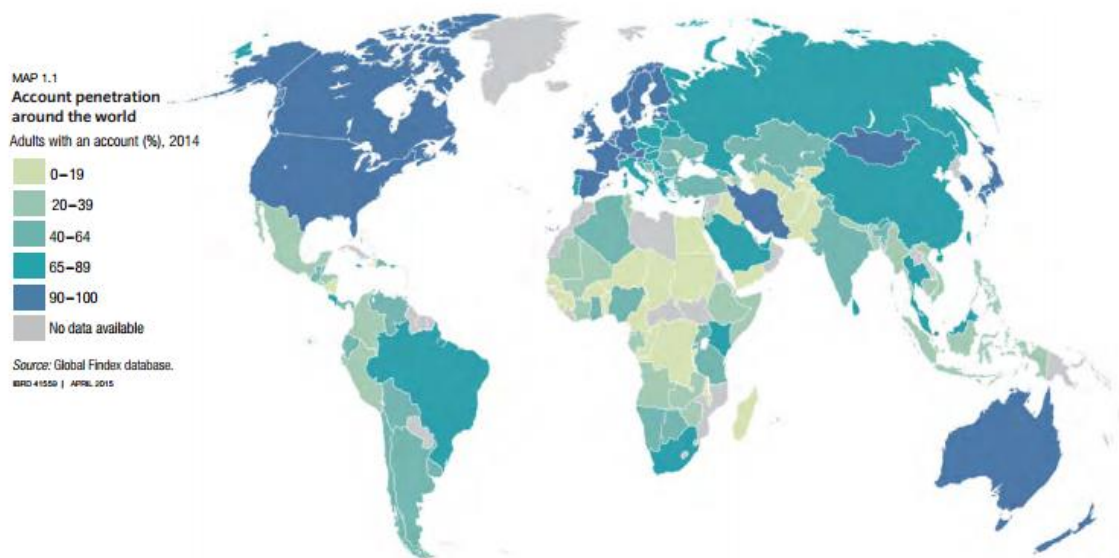 MAP 1.1
Account penetration
around the world
Adults with an account (%), 2014
0–19
20–39
40–64
65–89
90–100
No data available
Source: Global Findex database.
IBRD 41559 | APRIL 2015